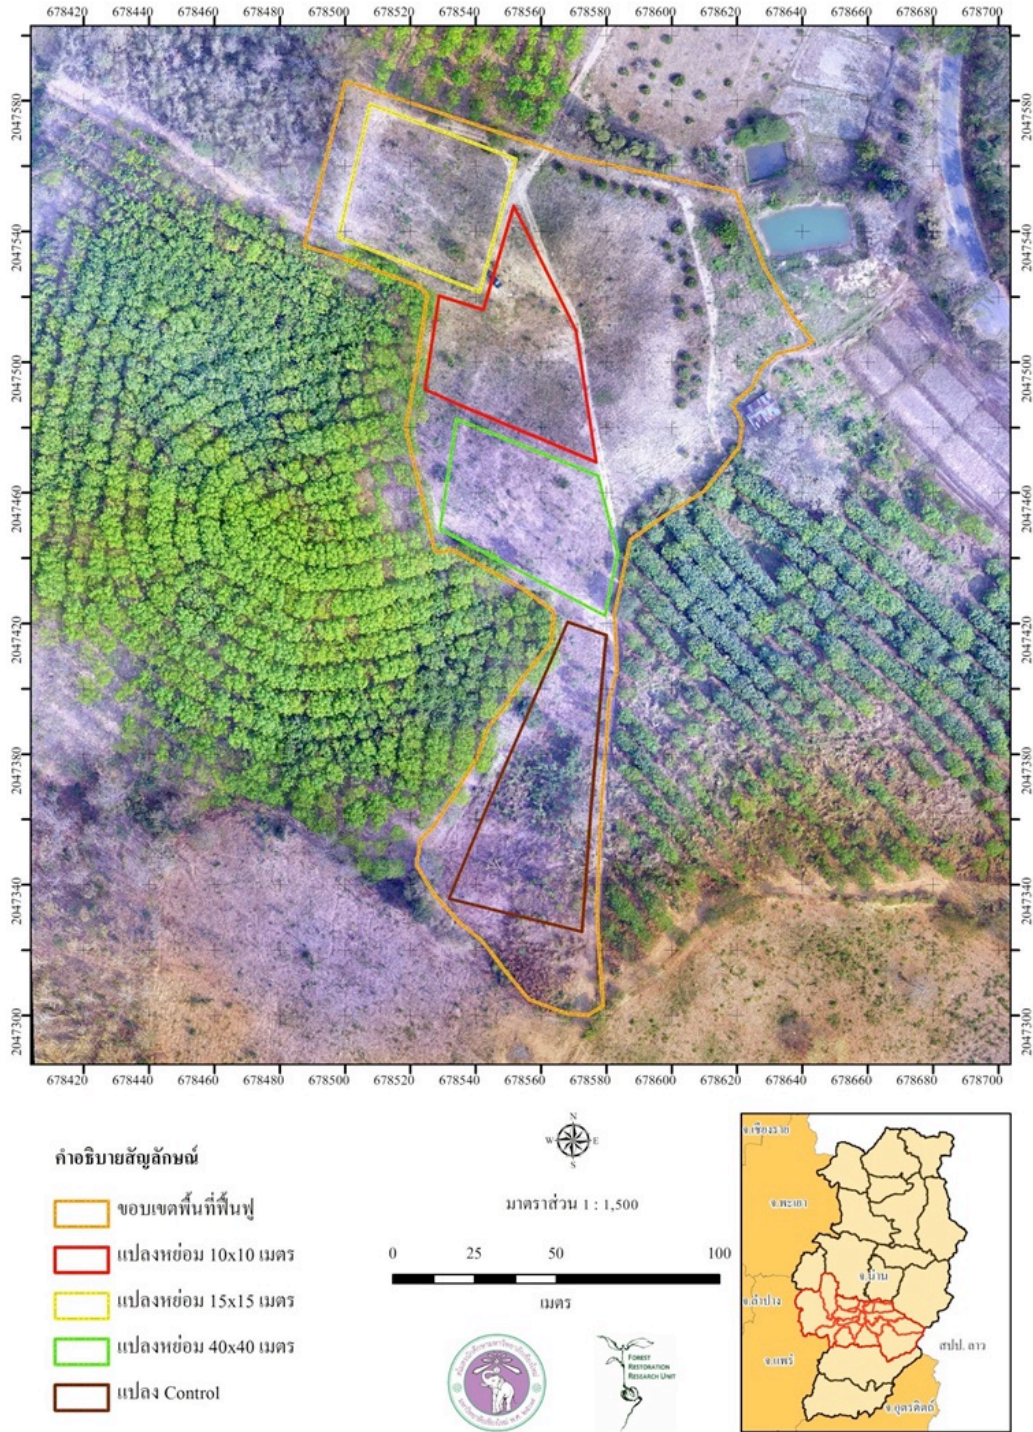 678420 678440 678460 678480 678500 678520 678540 678560 678580 678600 678620 678640 678660 678680 678700
2047580 2047580
2047540 2047540
2047500 2047500
2047460 2047460
2047420 2047420
2047380 2047380
2047340 2047340
2047300 2047300
678420 678440 678460 678480 678500 678520 678540 678560 678580 678600 678620 678640 678660 678680 678700
คำอธิบายสัญลักษณ์
ขอบเขตพื้นที่ฟื้นฟู
แปลงหย่อม 10x10 เมตร
แปลงหย่อม 15x15 เมตร
แปลงหย่อม 40x40 เมตร
แปลง Control
N
W E
S
มาตราส่วน 1 : 1,500
0 25 50 100
เมตร
FOREST
RESTORATION
RESEARCH UNIT
จ.เชียงราย
จ.พะเยา
จ.น่าน
จ.ลำปาง
สปป. ลาว
จ.แพร่
จ.อุตรดิตถ์